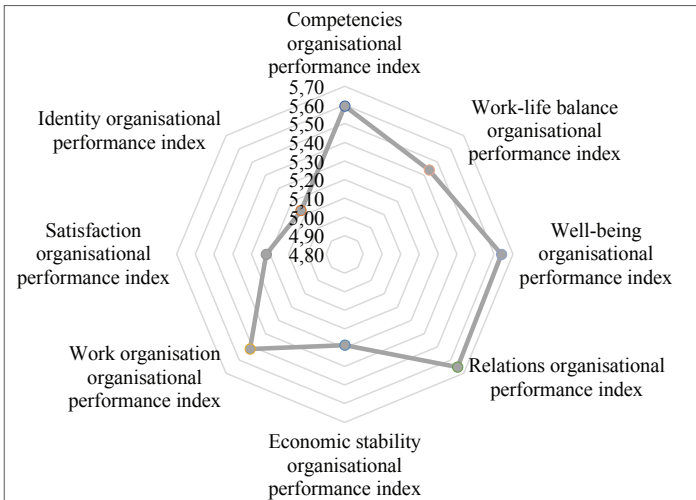 Competencies
organisational
performance index
5,70
5,60
5,50
5,40
5,30
5,20
5,10
5,00
4,90
4,80
Work-life balance
organisational
performance index
Well-being
organisational
performance index
Relations organisational
performance index
Economic stability
organisational
performance index
Work organisation
organisational
performance index
Satisfaction
organisational
performance index
Identity organisational
performance index